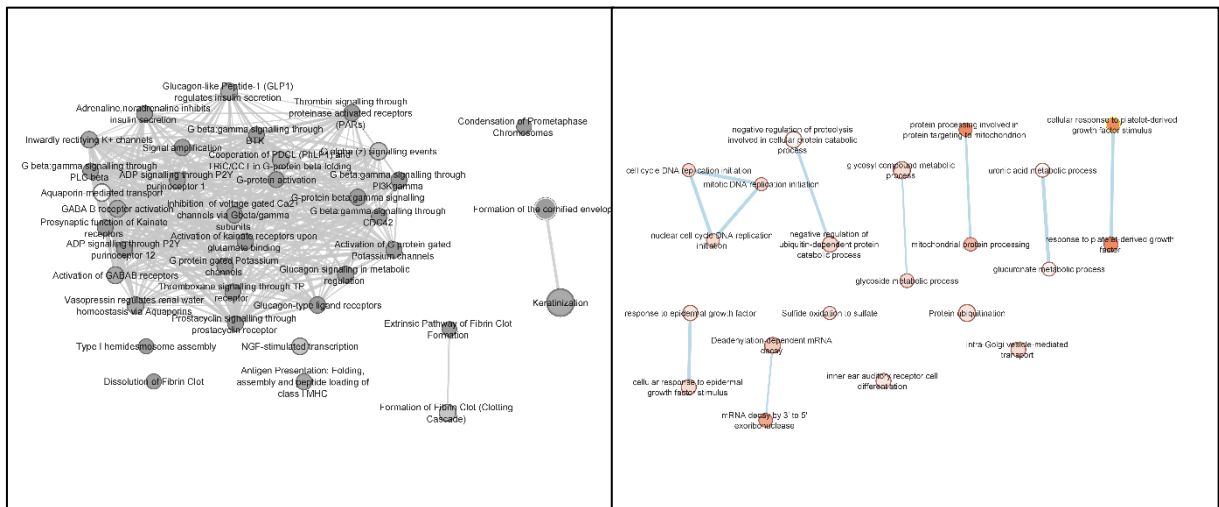 Glucagon-like Peptide-1 (GLP1)
regulates insulin secretion
Adrenaline,noradrenaline inhibits
insulin secretion
Thrombin signalling through
proteinase activated receptors
(PARs)
Inwardly rectifying K+ channels
G beta:gamma signalling through
BTK
Signal amplification
Cooperation of PDCL (PhLP1) and
TRiC/CCT in G-protein beta folding
G alpha (z) signalling events
G beta:gamma signalling through
PLC beta
ADP signalling through P2Y
purinoceptor 1
G-protein activation
G beta:gamma signalling through
PI3Kgamma
Aquaporin-mediated transport
G-protein beta:gamma signalling
GABA B receptor activation
Inhibition of voltage gated Ca2+
channels via Gbeta/gamma
subunits
G beta:gamma signalling through
CDC42
Presynaptic function of Kainate
receptors
Activation of kainate receptors upon
glutamate binding
ADP signalling through P2Y
purinoceptor 12
Activation of G protein gated
Potassium channels
G protein gated Potassium
channels
Activation of GABAB receptors
Glucagon signaling in metabolic
regulation
Thromboxane signalling through TP
receptor
Vasopressin regulates renal water
homeostasis via Aquaporins
Glucagon-type ligand receptors
Prostacyclin signalling through
prostacyclin receptor
Type I hemidesmosome assembly
NGF-stimulated transcription
Dissolution of Fibrin Clot
Antigen Presentation: Folding,
assembly and peptide loading of
class I MHC
Condensation of Prometaphase
Chromosomes
Formation of the cornified envelop
Keratinization
Extrinsic Pathway of Fibrin Clot
Formation
Formation of Fibrin Clot (Clotting
Cascade)
negative regulation of proteolysis
involved in cellular protein catabolic
process
protein processing involved in
protein targeting to mitochondrion
cellular response to platelet-derived
growth factor stimulus
cell cycle DNA replication initiation
mitotic DNA replication initiation
glycosyl compound metabolic
process
uronic acid metabolic process
nuclear cell cycle DNA replication
initiation
negative regulation of
ubiquitin-dependent protein
catabolic process
mitochondrial protein processing
response to platelet-derived growth
factor
glycoside metabolic process
glucuronate metabolic process
response to epidermal growth factor
Sulfide oxidation to sulfate
Protein ubiquitination
Deadenylation-dependent mRNA
decay
Intra-Golgi vesicle-mediated
transport
cellular response to epidermal
growth factor stimulus
inner ear auditory receptor cell
differentiation
mRNA decay by 3' to 5'
exoribonuclease